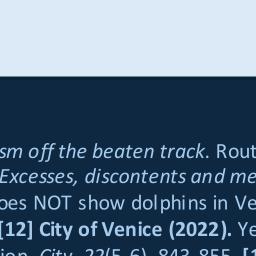 sm off the beaten track. Rout
Excesses, discontents and me
oes NOT show dolphins in Ve
[12] City of Venice (2022). Ye
ion. City, 22(5-6), 843-855. [1